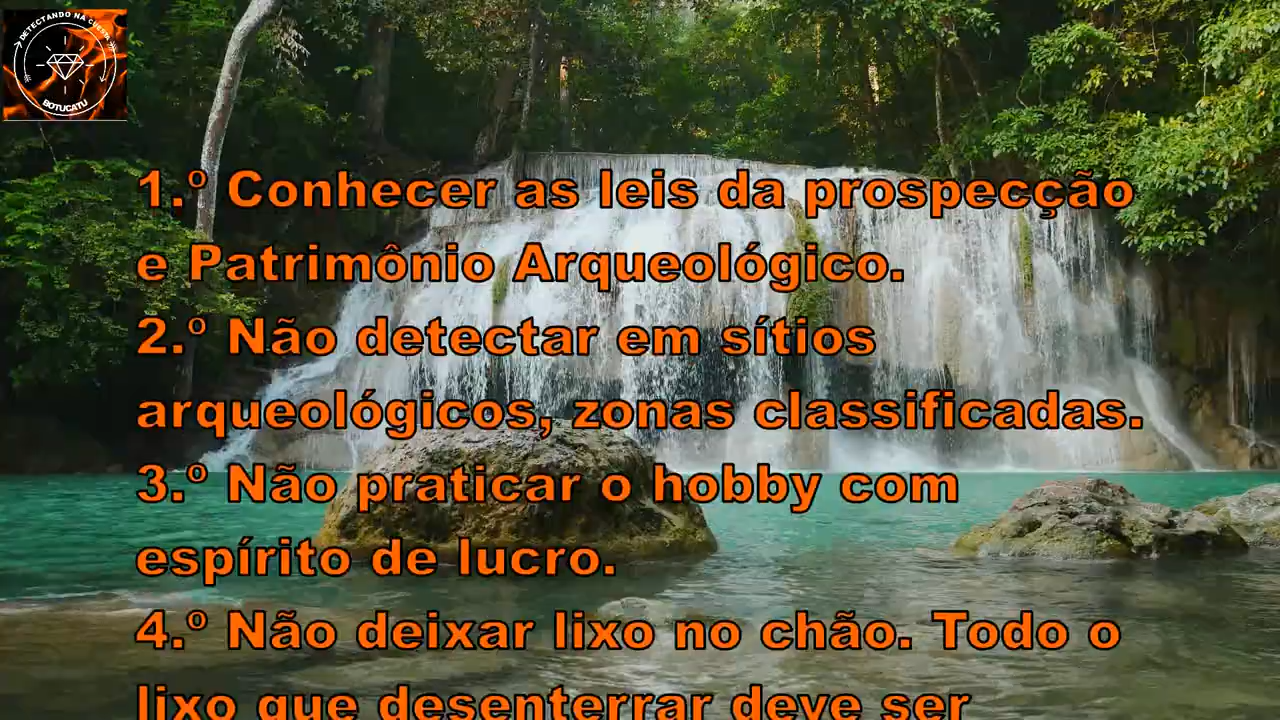 DETECTANDO NA CUESTA
BOTUCATU
1.º Conhecer as leis da prospecção
e Patrimônio Arqueológico.
2.º Não detectar em sítios
arqueológicos, zonas classificadas.
3.º Não praticar o hobby com
espírito de lucro.
4.º Não deixar lixo no chão. Todo o
lixo que desenterrar deve ser